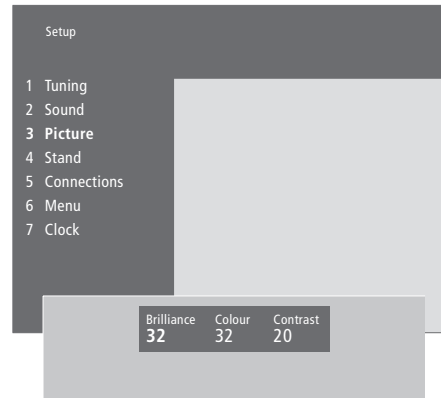 Setup
1 Tuning
2 Sound
3 Picture
4 Stand
5 Connections
6 Menu
7 Clock
Brilliance Colour Contrast
32 32 20